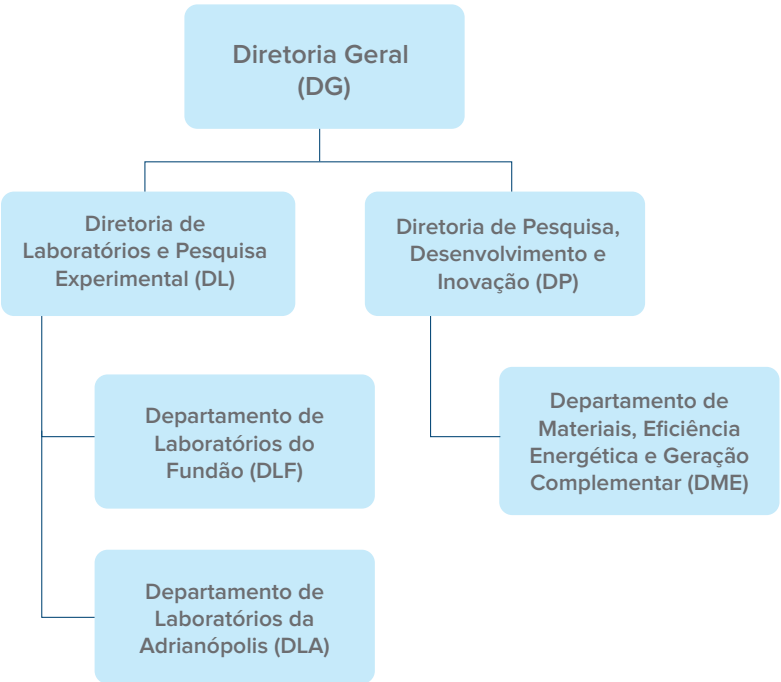 Diretoria Geral
(DG)
Diretoria de
Laboratórios e Pesquisa
Experimental (DL)
Diretoria de Pesquisa,
Desenvolvimento e
Inovação (DP)
Departamento de
Laboratórios do
Fundão (DLF)
Departamento de
Materiais, Eficiência
Energética e Geração
Complementar (DME)
Departamento de
Laboratórios da
Adrianópolis (DLA)